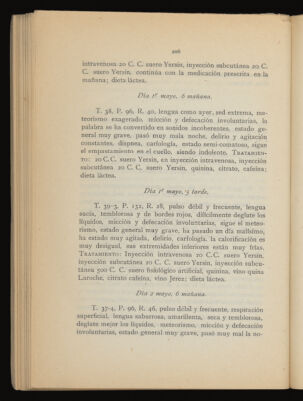 206
intravenosa 20 C. C. suero Yersin, inyección subcutánea 20 C.
C. suero Yersin, continúa con la medicación prescrita en la
mañana; dieta láctea.
Día 1º mayo, 6 mañana.
T. 38, P. 96, R. 40, lengua como ayer, sed extrema, me-
teorismo exagerado, micción y defección involuntarias, la
palabra se ha convertido en sonidos incoherentes, estado ge-
neral muy grave, pasó muy mala noche, delirio y agitación
constantes, disnea, carfología, estado semi-comatoso, sigue
el empastamiento en el cuello, siendo indolente. TRATAMIEN-
TO: 20 C. C. suero Yersin, en inyección intravenosa, inyección
subcutánea 20 C. C. suero Yersin, quinina, citrato, cafeína;
dieta láctea.
Día 1º mayo, 5 tarde.
T. 39-3, P. 132, R. 28, pulso débil y frecuente, lengua
sucia, temblorosa y de bordes rojos, difícilmente deglute los
líquidos, micción y defección involuntarias, sigue el meteo-
rismo, estado general muy grave, ha pasado un día malísimo,
ha estado muy agitada, delirio, carfología, la calorificación es
muy desigual, sus extremidades inferiores están muy frías.
TRATAMIENTO: Inyección intravenosa 20 C. C. suero Yersin,
inyección subcutánea 20 C. C. suero Yersin, inyección subcu-
tánea 500 C. C. suero fisiológico artificial, quinina, vino quina
Laroche, citrato cafeína, vino Jerez; dieta láctea.
Día 2 mayo, 6 mañana.
T. 37-4, P. 96, R. 46, pulso débil y frecuente, respiración
superficial, lengua saburrosa, amarillenta, seca y temblorosa,
deglute mejor los líquidos, meteorismo, micción y defección
involuntarias, estado general muy grave, pasó muy mal la no-